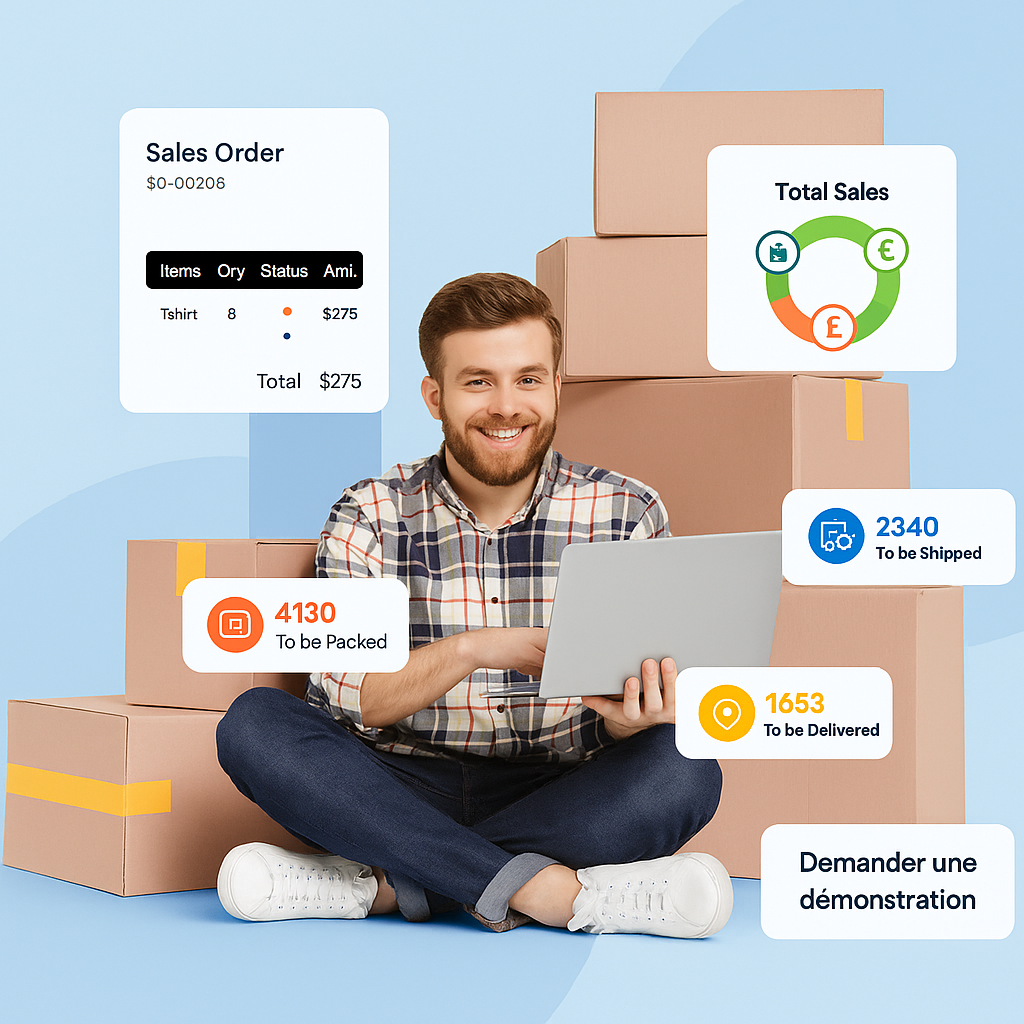 Sales Order
$0-00206
Items Ory Status Ami.
Tshirt 8 $275
Total $275
Total Sales
€
£
2340
To be Shipped
4130
To be Packed
1653
To be Delivered
Demander une
démonstration